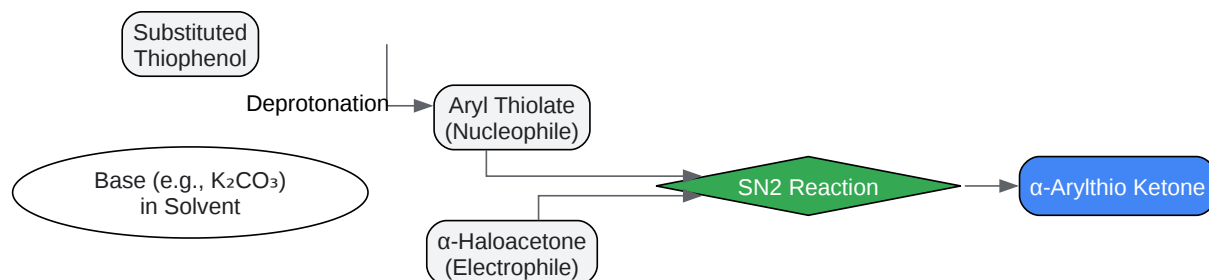 Substituted
Thiophenol
Deprotonation
Aryl Thiolate
(Nucleophile)
Base (e.g., K₂CO₃)
in Solvent
SN2 Reaction
α-Arylthio Ketone
α-Haloacetone
(Electrophile)